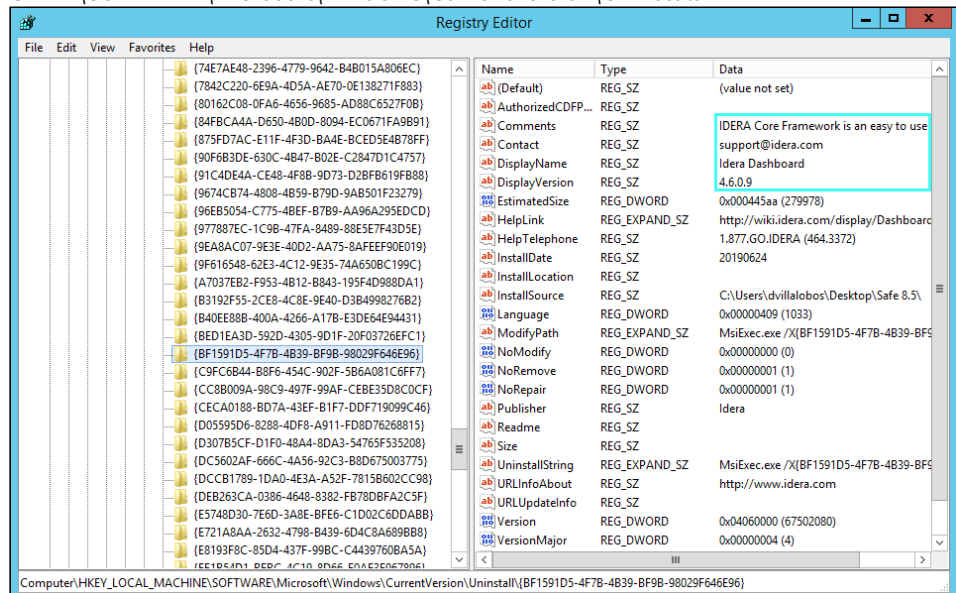 Registry Editor
File Edit View Favorites Help
{74E7AE48-2396-4779-9642-B4B015A806EC}
{7842C220-6E9A-4D5A-AE70-0E138271F883}
{80162C08-0FA6-4656-9685-AD88C6527F0B}
{84FBCA4A-D650-4B0D-8094-EC0671FA9B91}
{875FD7AC-E11F-4F3D-BA4E-BCED5E4B78FF}
{90F6B3DE-630C-4B47-B02E-C2847D1C4757}
{91C4DE4A-CE48-4F8B-9D73-D2BFB619FB88}
{9674CB74-4808-4B59-B79D-9AB501F23279}
{96EB5054-C775-4BEF-B7B9-AA96A295EDCD}
{977887EC-1C9B-47FA-8489-88E5E7F43D5E}
{9EA8AC07-9E3E-40D2-AA75-8AFEEF90E019}
{9F616548-62E3-4C12-9E35-74A650BC199C}
{A7037EB2-F953-4B12-B843-195F4D988DA1}
{B3192F55-2CE8-4C8E-9E40-D3B4998276B2}
{B40EE88B-400A-4266-A17B-E3DE64E94431}
{BED1EA3D-592D-4305-9D1F-20F03726EFC1}
{BF1591D5-4F7B-4B39-BF9B-98029F646E96}
{C9FC6B44-B8F6-454C-902F-5B6A081C6FF7}
{CC8B009A-98C9-497F-99AF-CEBE35D8C0CF}
{CECA0188-BD7A-43EF-B1F7-DDF719099C46}
{D05595D6-8288-4DF8-A911-FD8D76268815}
{D307B5CF-D1F0-48A4-8DA3-54765F535208}
{DC5602AF-666C-4A56-92C3-B8D675003775}
{DCCB1789-1DA0-4E3A-A52F-7815B602CC98}
{DEB263CA-0386-4648-8382-FB78DBFA2C5F}
{E5748D30-7E6D-3A8E-BFE6-C1D02C6DDABB}
{E721A8AA-2632-4798-B439-6D4C8A689BB8}
{E8193F8C-85D4-437F-99BC-C4439760BA5A}
Name Type Data
(Default) REG_SZ (value not set)
AuthorizedCDFP... REG_SZ
Comments REG_SZ IDERA Core Framework is an easy to use
Contact REG_SZ support@idera.com
DisplayName REG_SZ Idera Dashboard
DisplayVersion REG_SZ 4.6.0.9
EstimatedSize REG_DWORD 0x000445aa (279978)
HelpLink REG_EXPAND_SZ http://wiki.idera.com/display/Dashboard
HelpTelephone REG_SZ 1.877.GO.IDERA (464.3372)
InstallDate REG_SZ 20190624
InstallLocation REG_SZ
InstallSource REG_SZ C:\Users\dvillalobos\Desktop\Safe 8.5\
Language REG_DWORD 0x00000409 (1033)
ModifyPath REG_EXPAND_SZ MsiExec.exe /X{BF1591D5-4F7B-4B39-BF9
NoModify REG_DWORD 0x00000000 (0)
NoRemove REG_DWORD 0x00000001 (1)
NoRepair REG_DWORD 0x00000001 (1)
Publisher REG_SZ Idera
Readme REG_SZ
Size REG_SZ
UninstallString REG_EXPAND_SZ MsiExec.exe /X{BF1591D5-4F7B-4B39-BF9
URLInfoAbout REG_SZ http://www.idera.com
URLUpdateInfo REG_SZ
Version REG_DWORD 0x04060000 (67502080)
VersionMajor REG_DWORD 0x00000004 (4)
Computer\HKEY_LOCAL_MACHINE\SOFTWARE\Microsoft\Windows\CurrentVersion\Uninstall\{BF1591D5-4F7B-4B39-BF9B-98029F646E96}